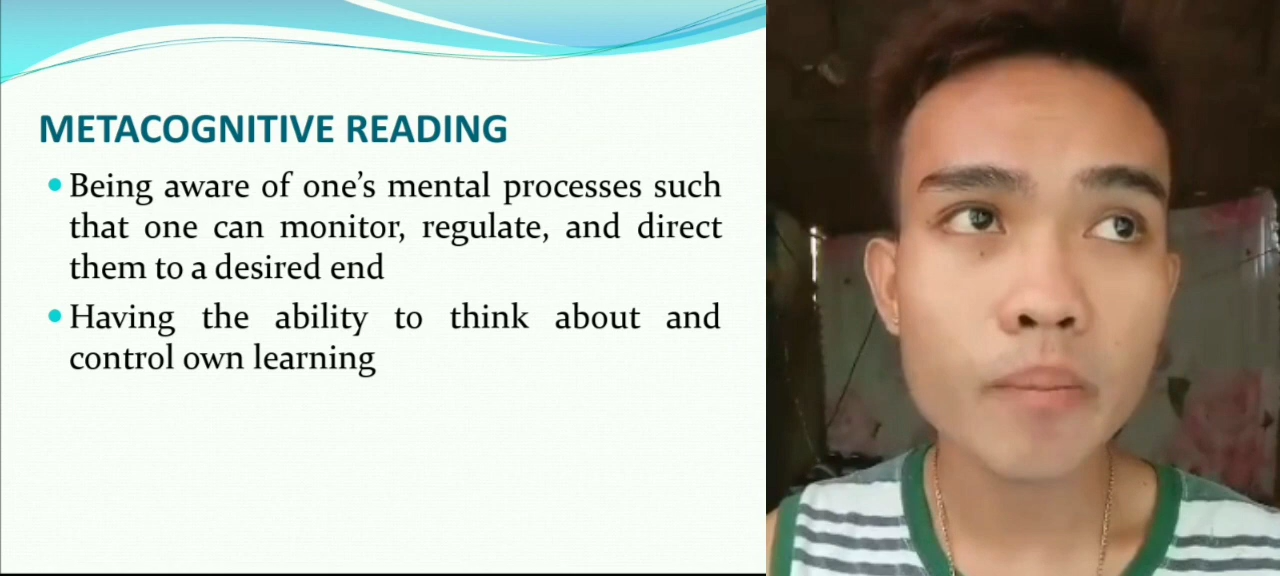 METACOGNITIVE READING
Being aware of one's mental processes such
that one can monitor, regulate, and direct
them to a desired end
Having the ability to think about and
control own learning